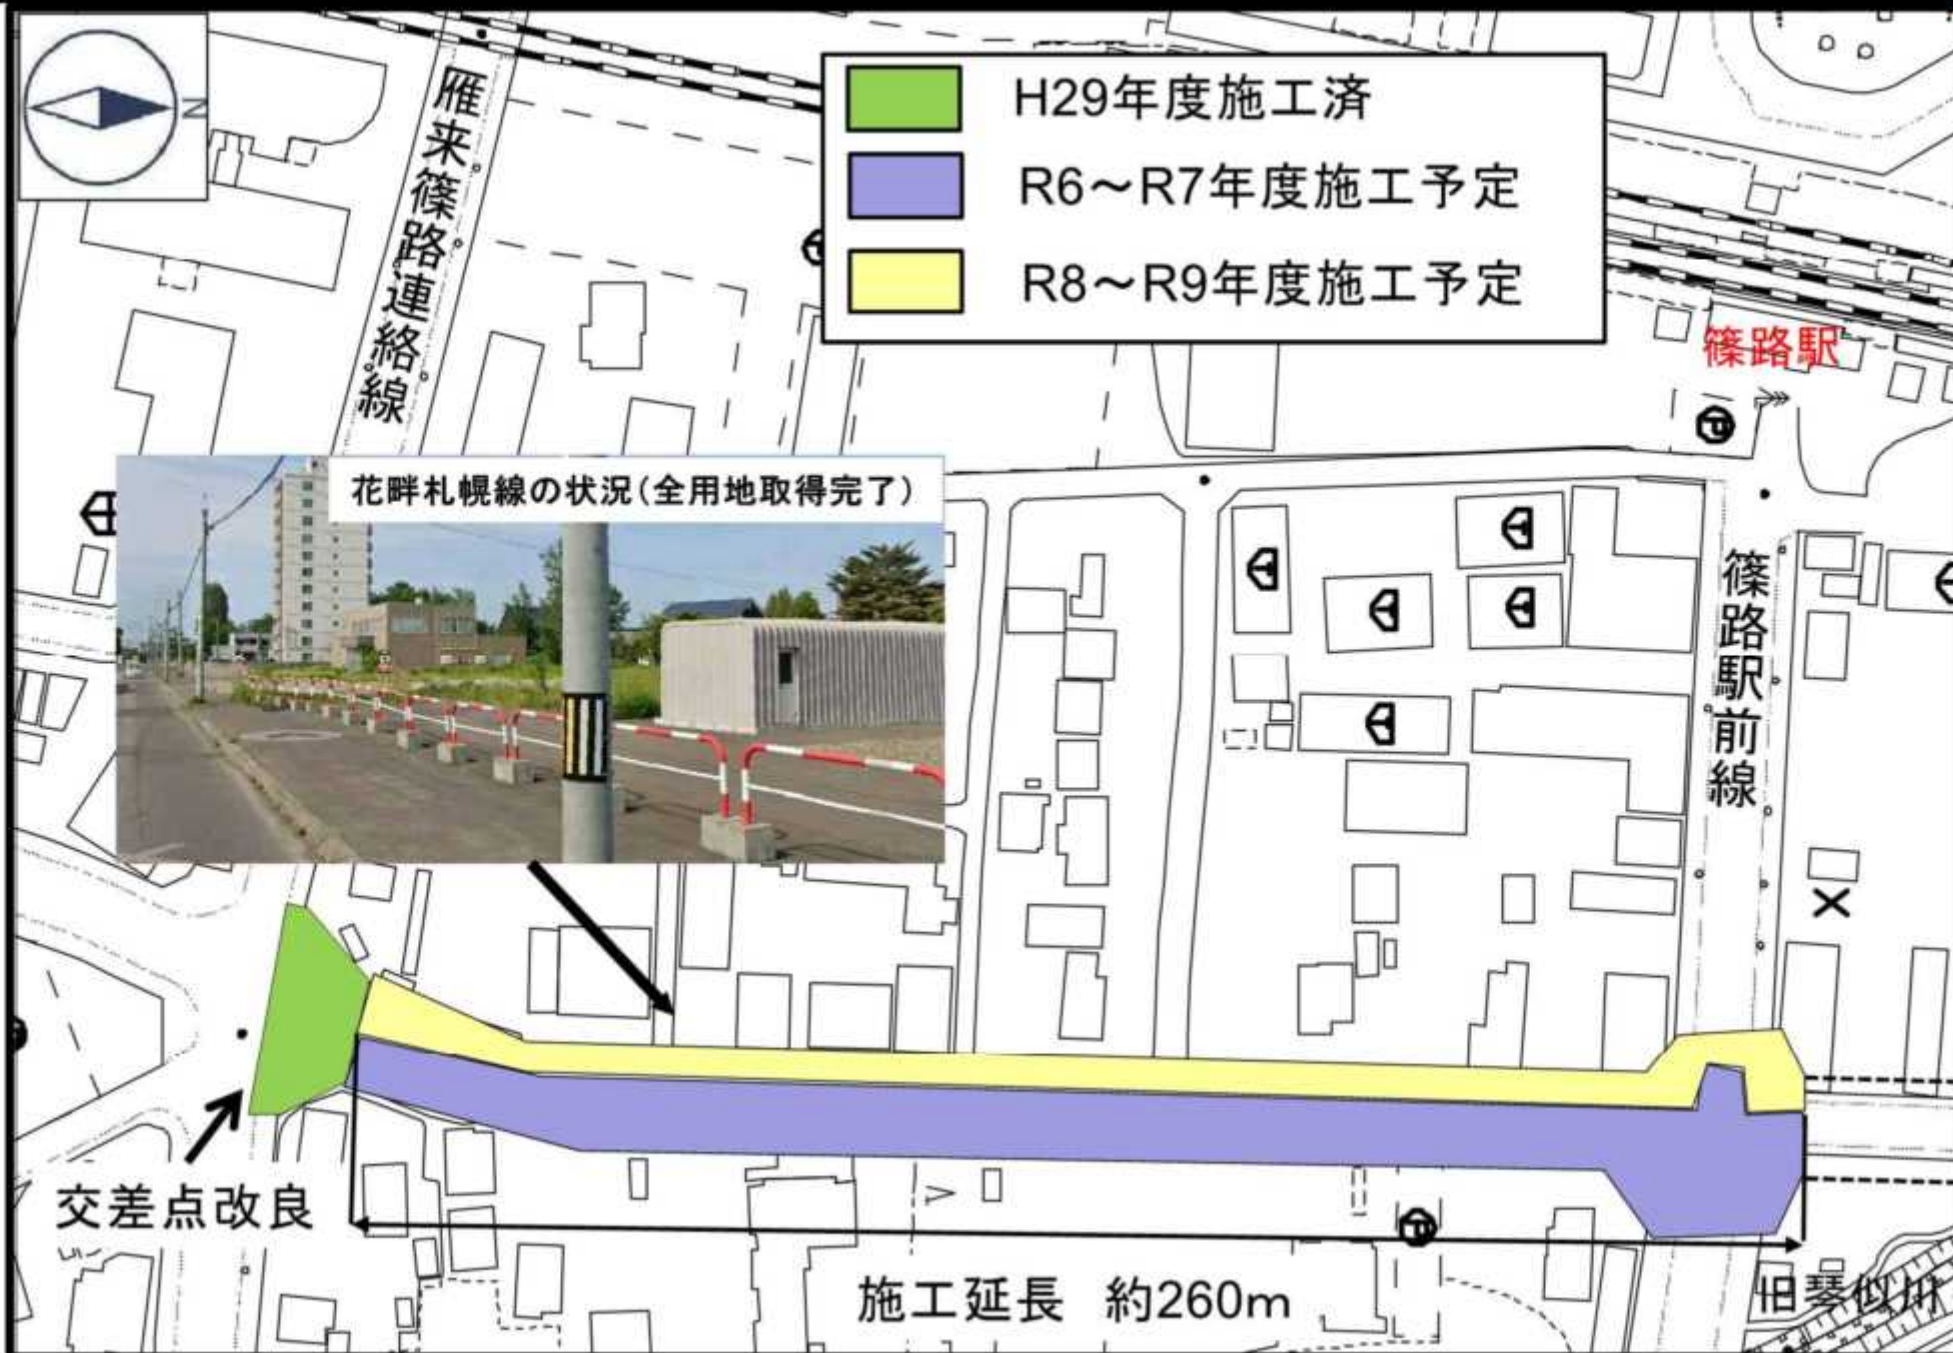 N
H29年度施工済
R6～R7年度施工予定
R8～R9年度施工予定
雁来篠路連絡線
篠路駅
花畔札幌線の状況(全用地取得完了)
篠路駅前線
交差点改良
施工延長 約260m
旧琴似川